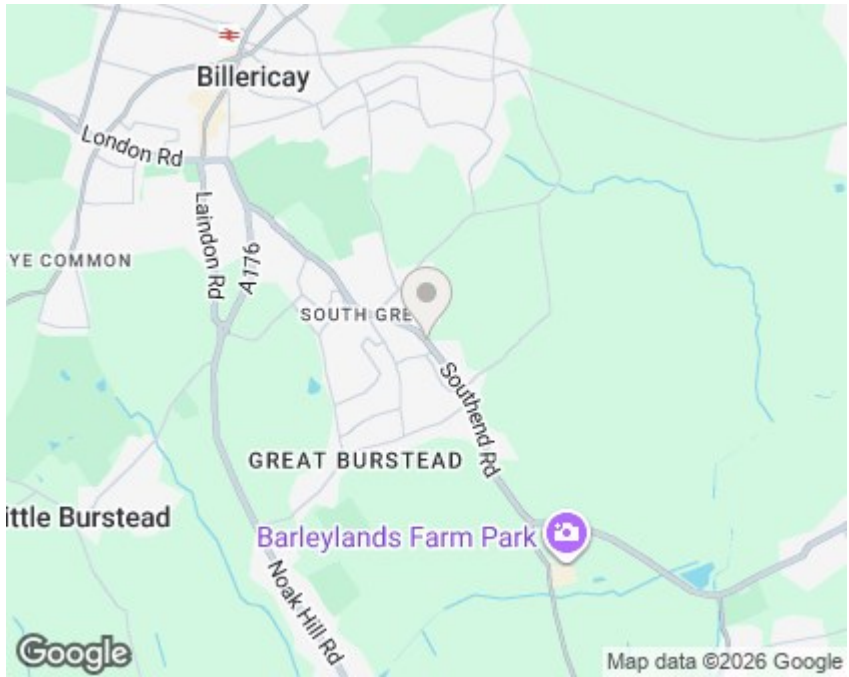 Billericay
London Rd
Laindon Rd
A176
YE COMMON
SOUTH GRE
Southend Rd
GREAT BURSTEAD
ittle Burstead
Barleylands Farm Park
Noak Hill Rd
Google
Map data ©2026 Google